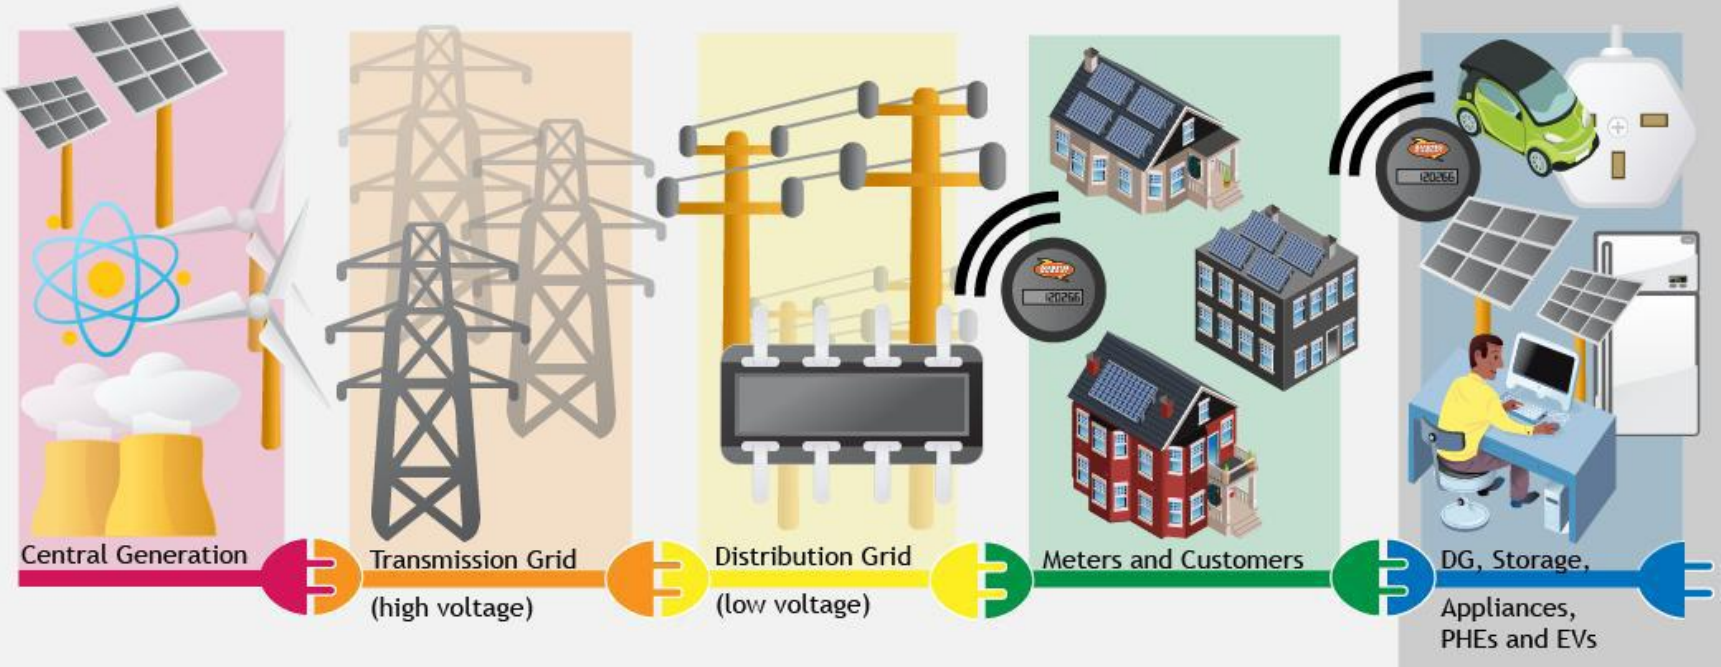 120266
120266
Central Generation
Transmission Grid
(high voltage)
Distribution Grid
(low voltage)
Meters and Customers
DG, Storage,
Appliances,
PHEs and EVs